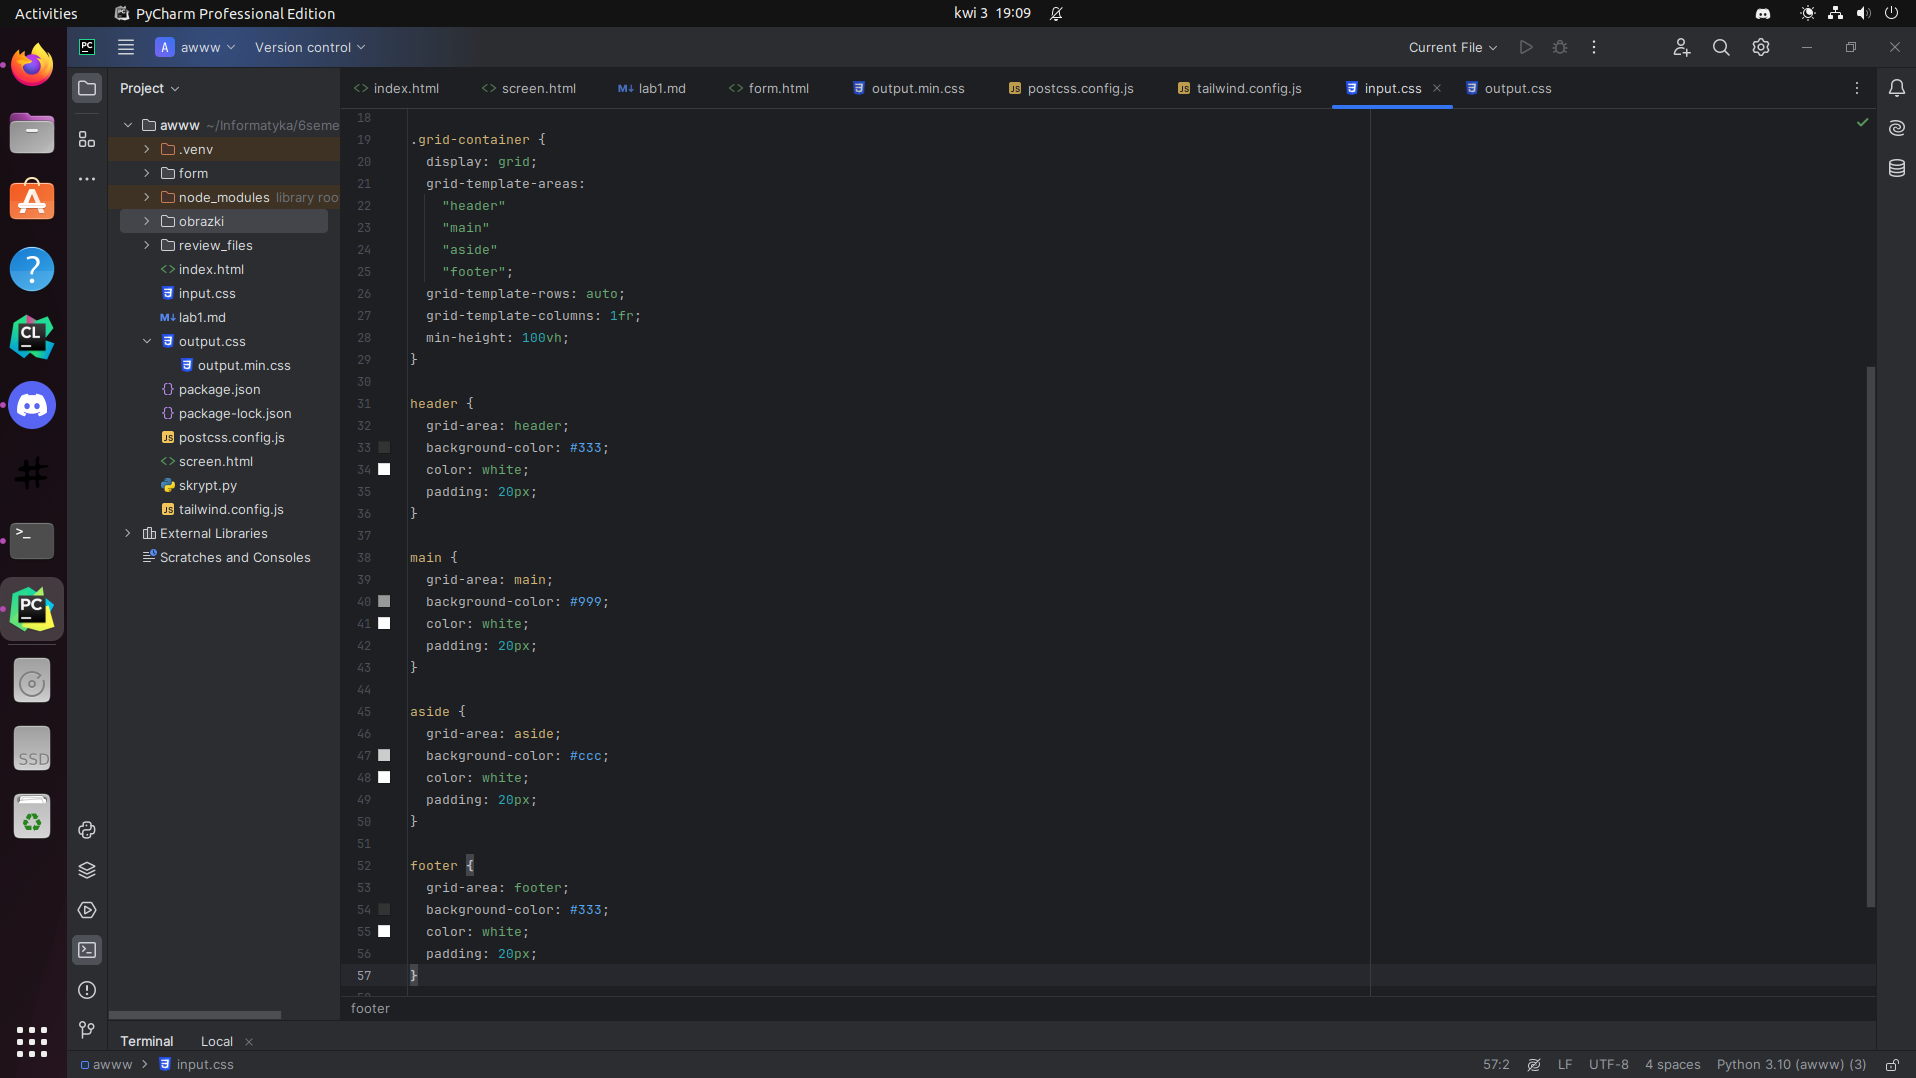 Activities
PyCharm Professional Edition
kwi 3 19:09
PC
A awww
Version control
Current File
Project
index.html
screen.html
M↓ lab1.md
form.html
output.min.css
JS postcss.config.js
JS tailwind.config.js
input.css
output.css
awww ~/Informatyka/6seme
.venv
form
node_modules library roo
obrazki
review_files
index.html
input.css
M↓ lab1.md
output.css
output.min.css
package.json
package-lock.json
JS postcss.config.js
screen.html
skrypt.py
JS tailwind.config.js
External Libraries
Scratches and Consoles
CL
PC
SSD
18
19 .grid-container {
20 display: grid;
21 grid-template-areas:
22 "header"
23 "main"
24 "aside"
25 "footer";
26 grid-template-rows: auto;
27 grid-template-columns: 1fr;
28 min-height: 100vh;
29 }
30
31 header {
32 grid-area: header;
33 background-color: #333;
34 color: white;
35 padding: 20px;
36 }
37
38 main {
39 grid-area: main;
40 background-color: #999;
41 color: white;
42 padding: 20px;
43 }
44
45 aside {
46 grid-area: aside;
47 background-color: #ccc;
48 color: white;
49 padding: 20px;
50 }
51
52 footer {
53 grid-area: footer;
54 background-color: #333;
55 color: white;
56 padding: 20px;
57 }
footer
Terminal
Local
awww
input.css
57:2
LF
UTF-8
4 spaces
Python 3.10 (awww) (3)